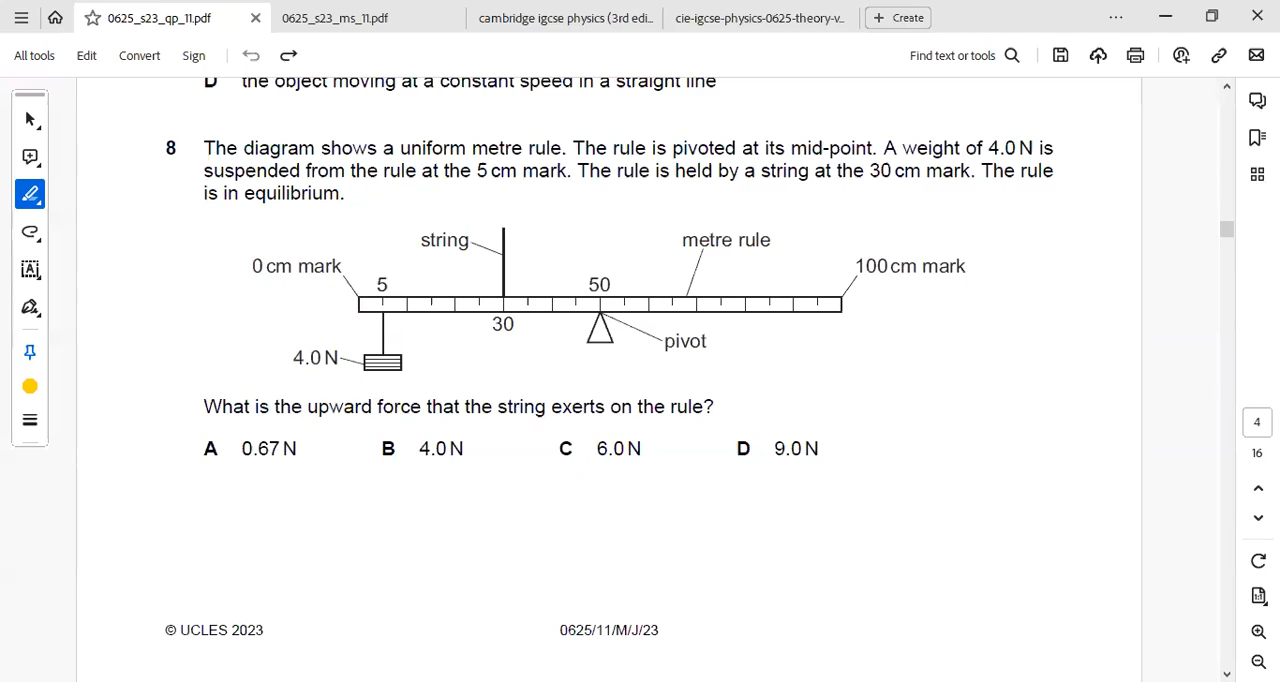 0625_s23_qp_11.pdf
0625_s23_ms_11.pdf
cambridge igcse physics (3rd edi...
cie-igcse-physics-0625-theory-v...
+ Create
All tools
Edit
Convert
Sign
Find text or tools
D the object moving at a constant speed in a straight line
8 The diagram shows a uniform metre rule. The rule is pivoted at its mid-point. A weight of 4.0 N is
suspended from the rule at the 5 cm mark. The rule is held by a string at the 30 cm mark. The rule
is in equilibrium.
string
metre rule
0 cm mark
100 cm mark
5
50
30
pivot
4.0 N
What is the upward force that the string exerts on the rule?
A 0.67 N B 4.0 N C 6.0 N D 9.0 N
4
16
© UCLES 2023
0625/11/M/J/23